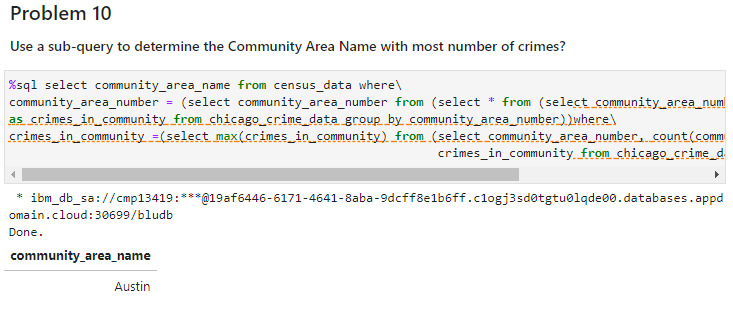 Problem 10
Use a sub-query to determine the Community Area Name with most number of crimes?
%sql select community_area_name from census_data where\
community_area_number = (select community_area_number from (select * from (select community_area_num
as crimes_in_community from chicago_crime_data group by community_area_number))where\
crimes_in_community =(select max(crimes_in_community) from (select community_area_number, count(comm
crimes_in_community from chicago_crime_d
* ibm_db_sa://cmp13419:***@19af6446-6171-4641-8aba-9dcff8e1b6ff.c1ogj3sd0tgtu0lqde00.databases.appd
omain.cloud:30699/bludb
Done.
community_area_name
Austin